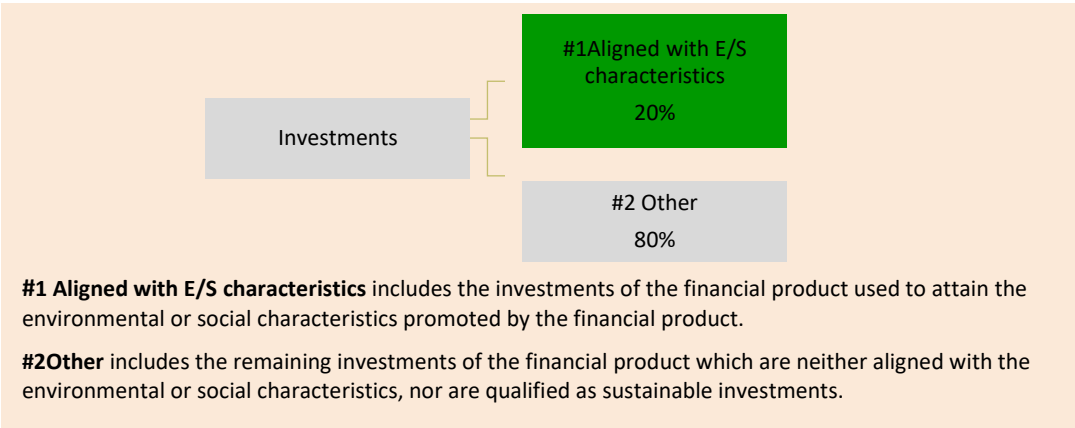 #1Aligned with E/S
characteristics
20%
Investments
#2 Other
80%
#1 Aligned with E/S characteristics includes the investments of the financial product used to attain the
environmental or social characteristics promoted by the financial product.
#2Other includes the remaining investments of the financial product which are neither aligned with the
environmental or social characteristics, nor are qualified as sustainable investments.